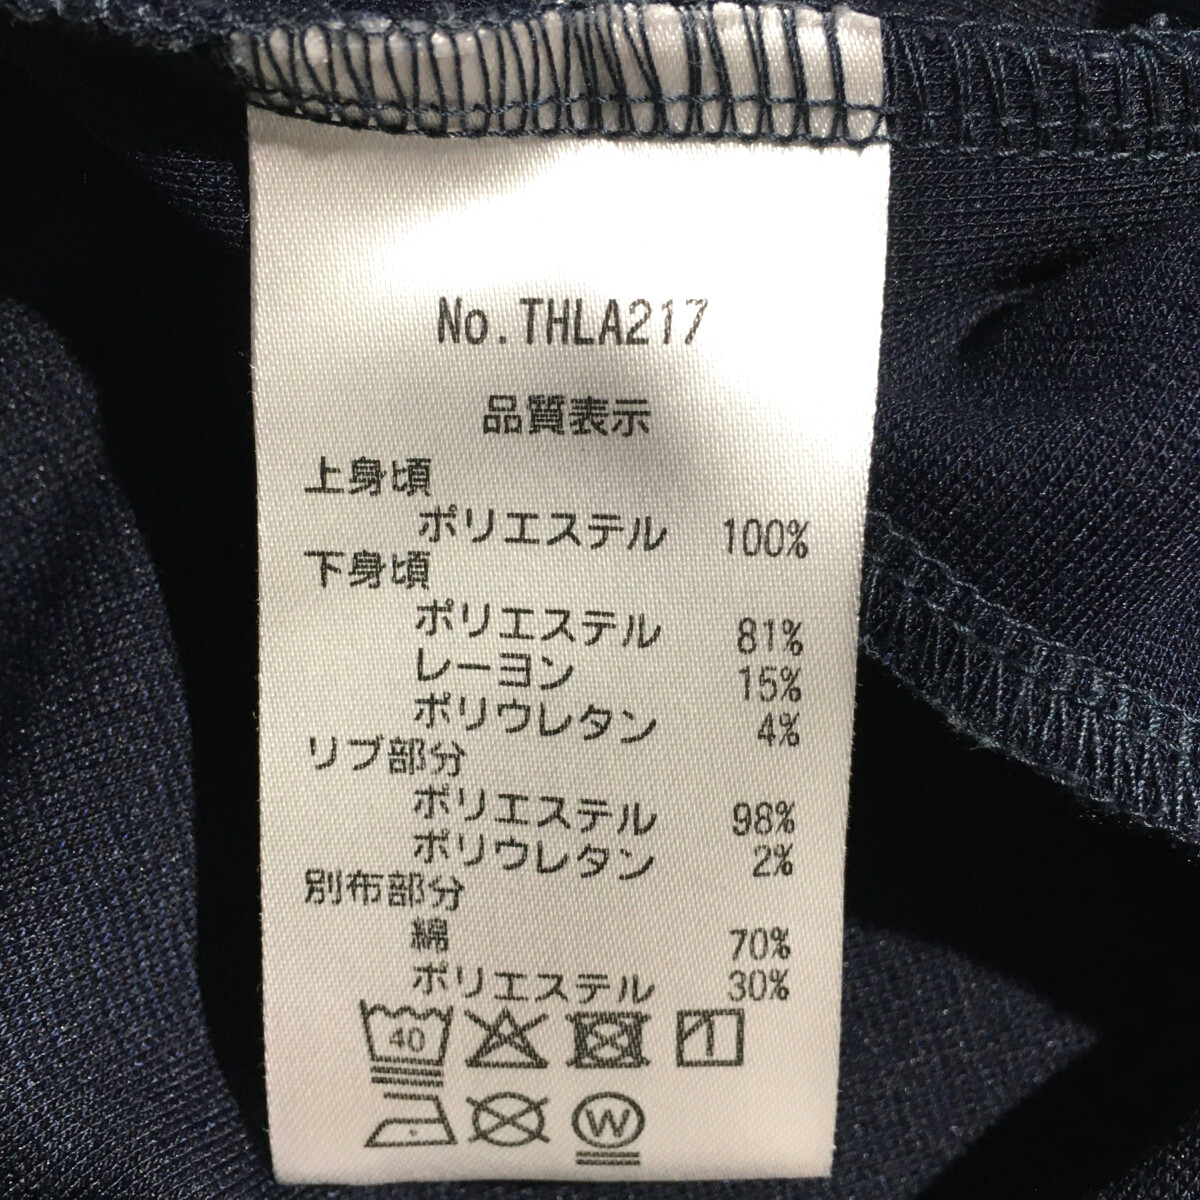 No.THLA217
品質表示
上身頃
ポリエステル 100%
下身頃
ポリエステル 81%
レーヨン 15%
ポリウレタン 4%
リブ部分
ポリエステル 98%
ポリウレタン 2%
別布部分
綿 70%
ポリエステル 30%
40
W